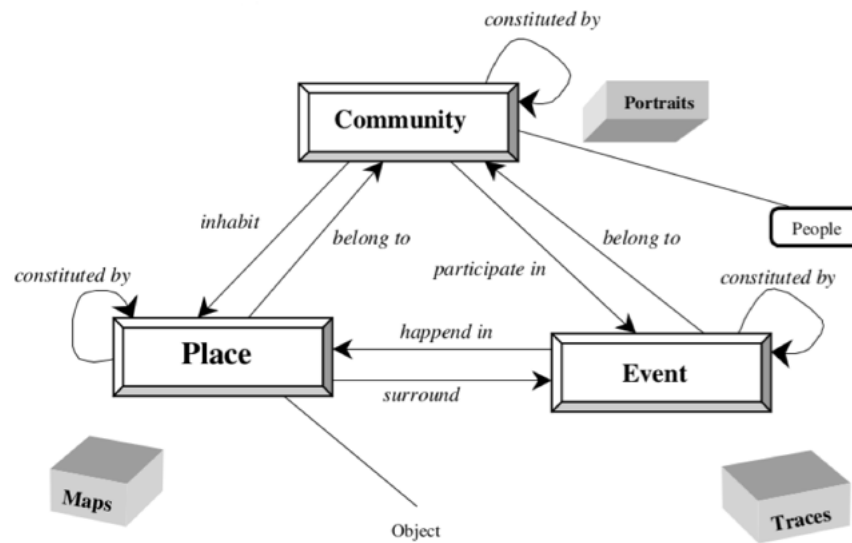 constituted by
Community
Portraits
People
inhabit
belong to
belong to
participate in
constituted by
constituted by
happend in
Place
Event
surround
Maps
Traces
Object